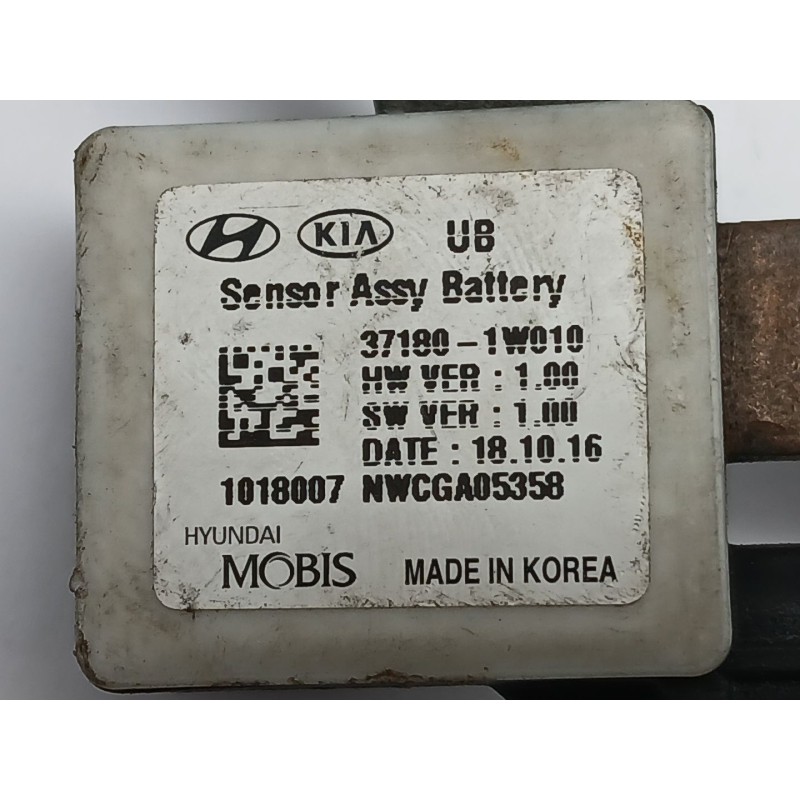 KIA UB
Sensor Assy Battery
37180-1W010
HW VER : 1.00
SW VER : 1.00
DATE : 18.10.16
1018007 NWCGA05358
HYUNDAI
MOBIS MADE IN KOREA